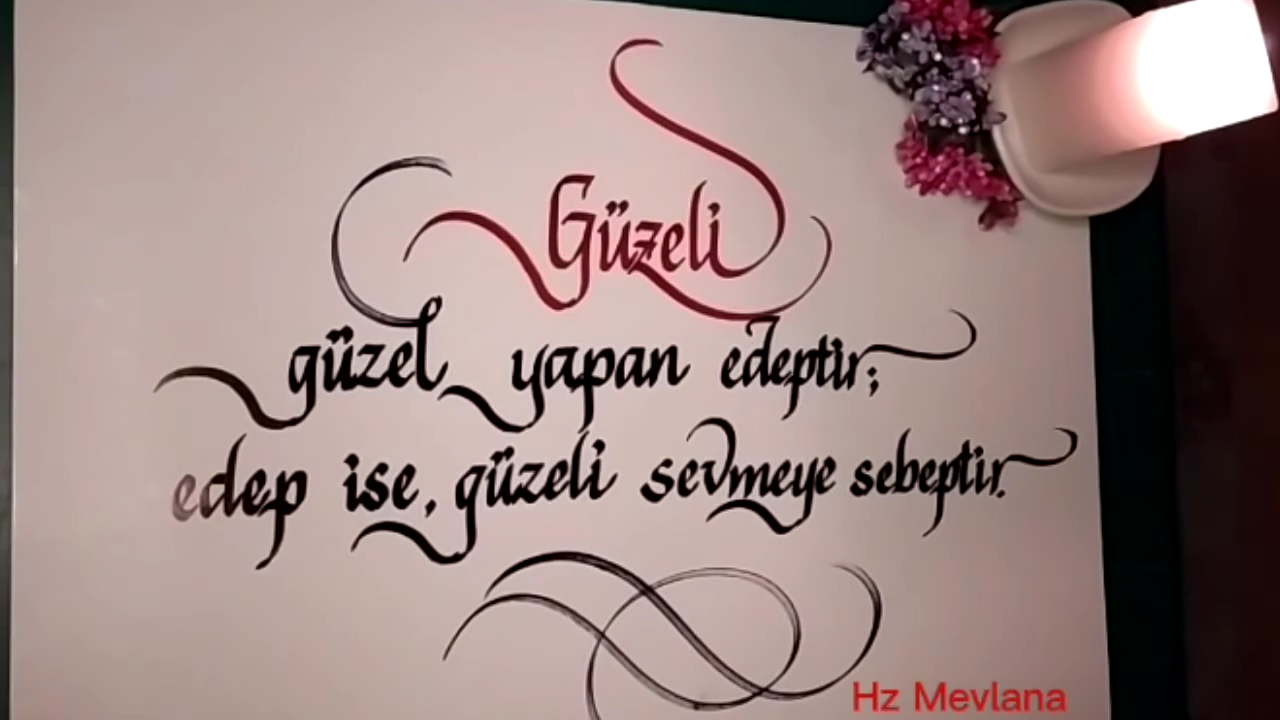 Güzeli
güzel yapan edeptir;
edep ise, güzeli sevmeye sebeptir.
Hz Mevlana